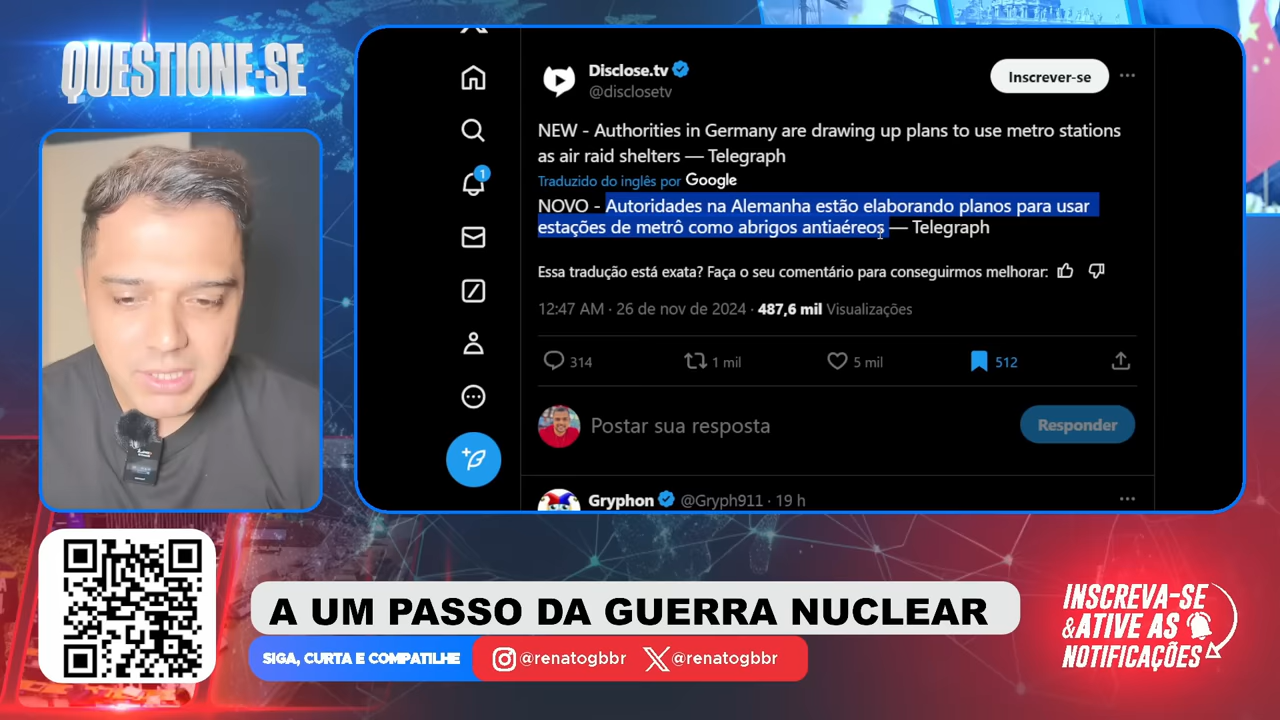 QUESTIONE-SE
Disclose.tv
@disclosetv
Inscrever-se
NEW - Authorities in Germany are drawing up plans to use metro stations
as air raid shelters — Telegraph
Traduzido do inglês por Google
NOVO - Autoridades na Alemanha estão elaborando planos para usar
estações de metrô como abrigos antiaéreos — Telegraph
Essa tradução está exata? Faça o seu comentário para conseguirmos melhorar:
12:47 AM · 26 de nov de 2024 · 487,6 mil Visualizações
314
1 mil
5 mil
512
Postar sua resposta
Responder
Gryphon @Gryph911 · 19 h
1
A UM PASSO DA GUERRA NUCLEAR
SIGA, CURTA E COMPATILHE
@renatogbbr
@renatogbbr
INSCREVA-SE
&ATIVE AS
NOTIFICAÇÕES